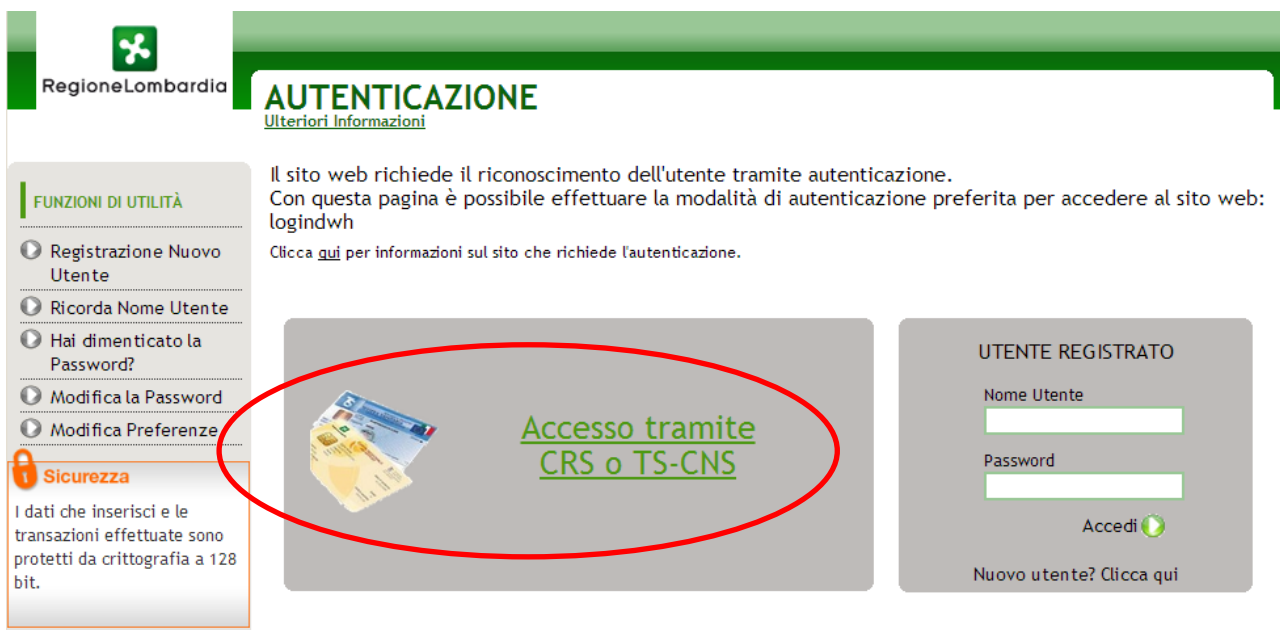 RegioneLombardia
AUTENTICAZIONE
Ulteriori Informazioni
FUNZIONI DI UTILITÀ
Registrazione Nuovo
Utente
Ricorda Nome Utente
Hai dimenticato la
Password?
Modifica la Password
Modifica Preferenze
Sicurezza
I dati che inserisci e le
transazioni effettuate sono
protetti da crittografia a 128
bit.
Il sito web richiede il riconoscimento dell'utente tramite autenticazione.
Con questa pagina è possibile effettuare la modalità di autenticazione preferita per accedere al sito web:
logindwh
Clicca qui per informazioni sul sito che richiede l'autenticazione.
Accesso tramite
CRS o TS-CNS
UTENTE REGISTRATO
Nome Utente
Password
Accedi
Nuovo utente? Clicca qui